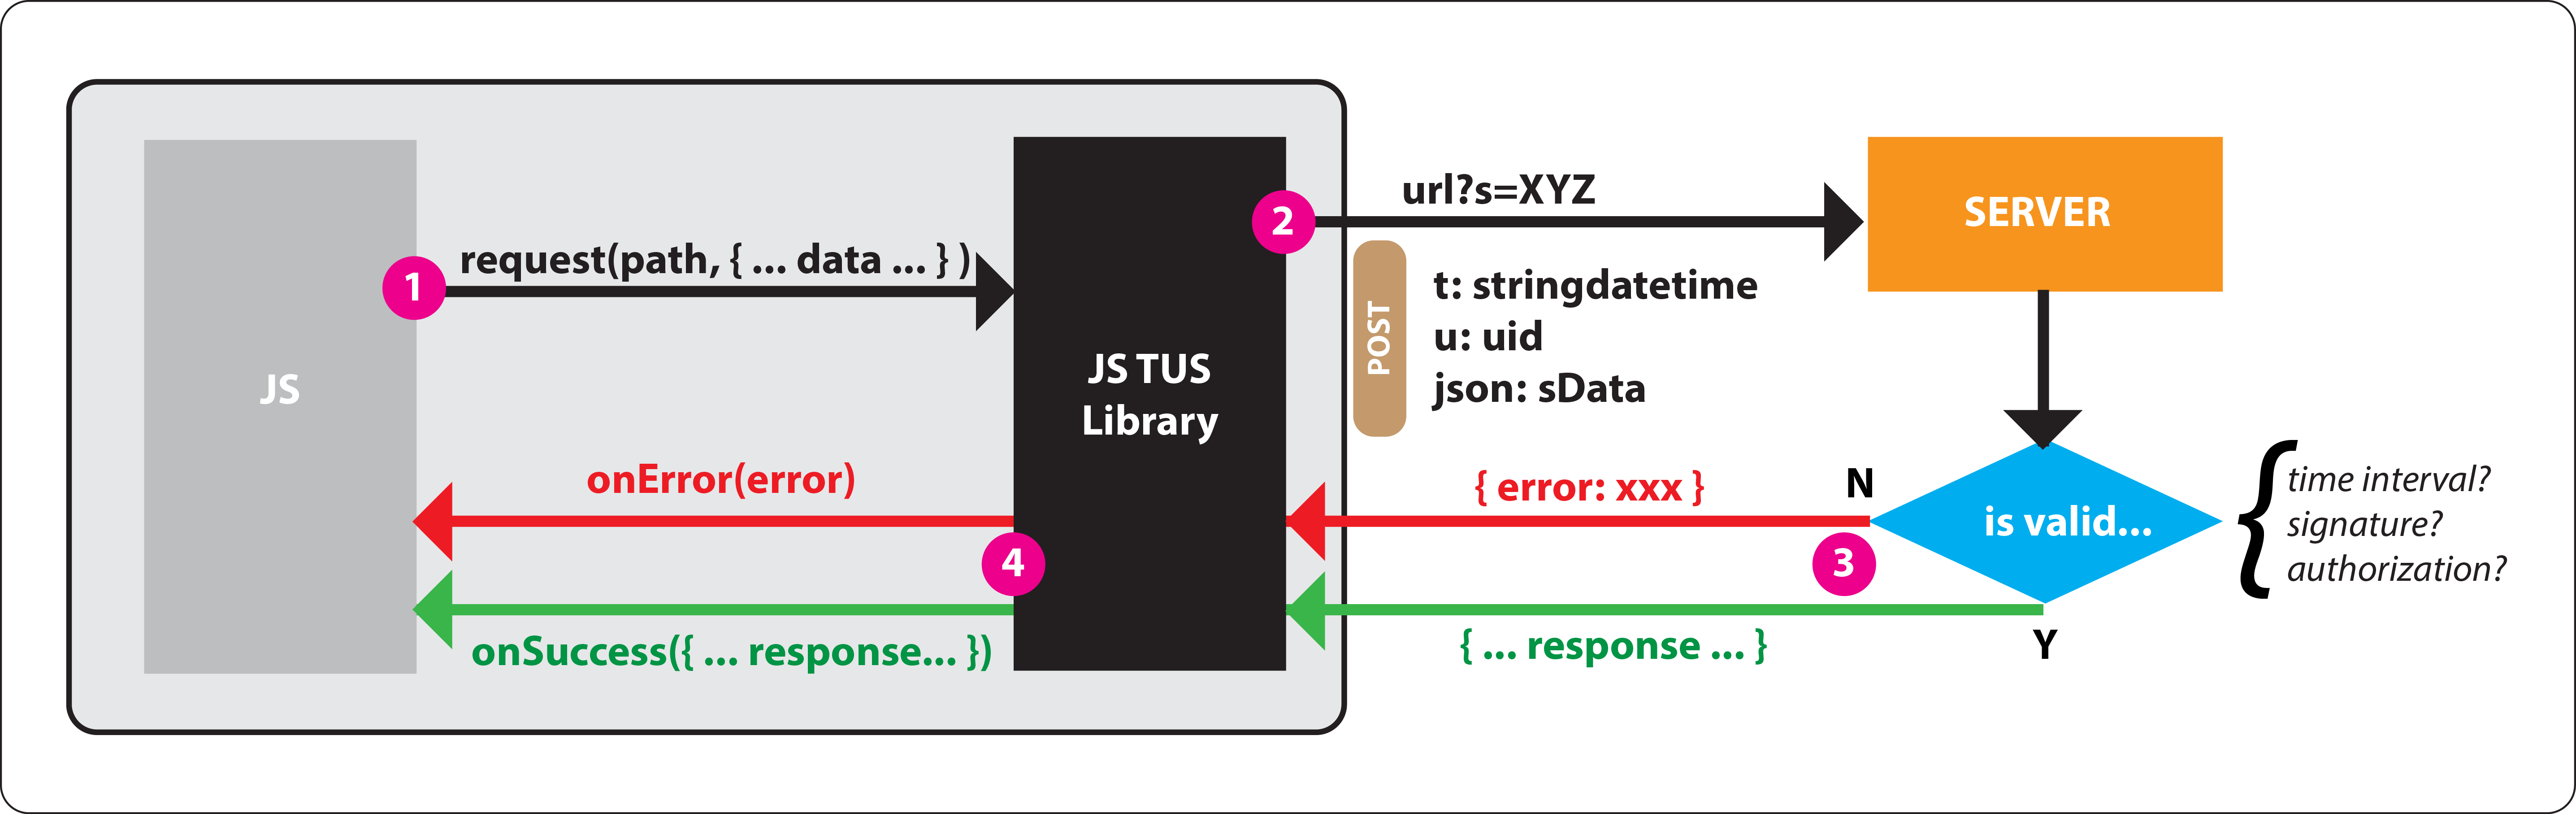 JS
1
request(path, { ... data ... } )
JS TUS
Library
2
url?s=XYZ
POST
t: stringdatetime
u: uid
json: sData
SERVER
is valid...
time interval?
signature?
authorization?
N
{ error: xxx }
3
Y
{ ... response ... }
4
onError(error)
onSuccess({ ... response... })